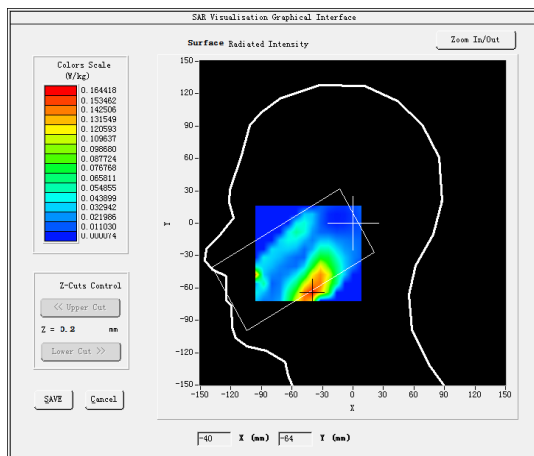 SAR Visualisation Graphical Interface
Surface Radiated Intensity
Zoom In/Out
Colors Scale
(W/kg)
0.164418
0.153462
0.142506
0.131549
0.120593
0.109637
0.098680
0.087724
0.076768
0.065811
0.054855
0.043899
0.032942
0.021986
0.011030
0.000074
Z-Cuts Control
<< Upper Cut
Z = 0.2 mm
Lower Cut >>
SAVE Cancel
150
120
90
60
30
0
-30
-60
-90
-120
-150
Y
-150 -120 -90 -60 -30 0 30 60 90 120 150
X
-40 X (mm) -64 Y (mm)